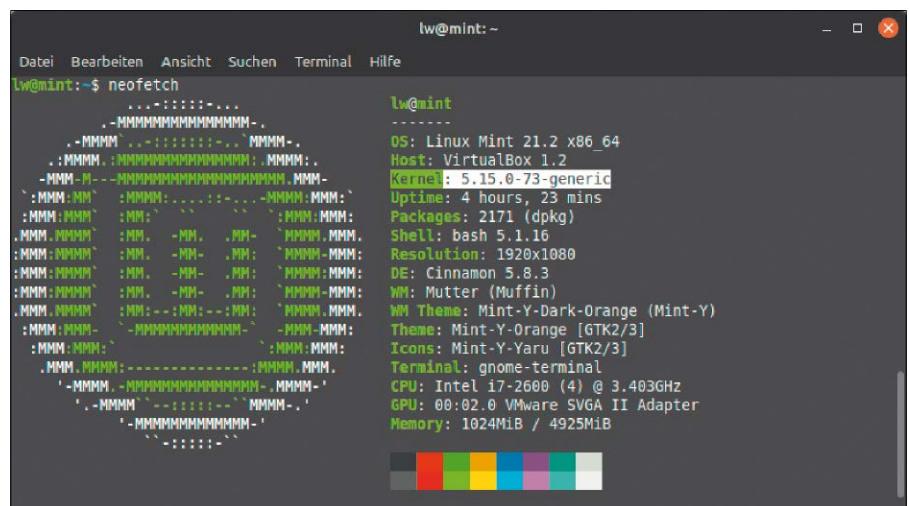 lw@mint: ~
Datei Bearbeiten Ansicht Suchen Terminal Hilfe
lw@mint:~$ neofetch
lw@mint
-------
OS: Linux Mint 21.2 x86_64
Host: VirtualBox 1.2
Kernel: 5.15.0-73-generic
Uptime: 4 hours, 23 mins
Packages: 2171 (dpkg)
Shell: bash 5.1.16
Resolution: 1920x1080
DE: Cinnamon 5.8.3
WM: Mutter (Muffin)
WM Theme: Mint-Y-Dark-Orange (Mint-Y)
Theme: Mint-Y-Orange [GTK2/3]
Icons: Mint-Y-Yaru [GTK2/3]
Terminal: gnome-terminal
CPU: Intel i7-2600 (4) @ 3.403GHz
GPU: 00:02.0 VMware SVGA II Adapter
Memory: 1024MiB / 4925MiB